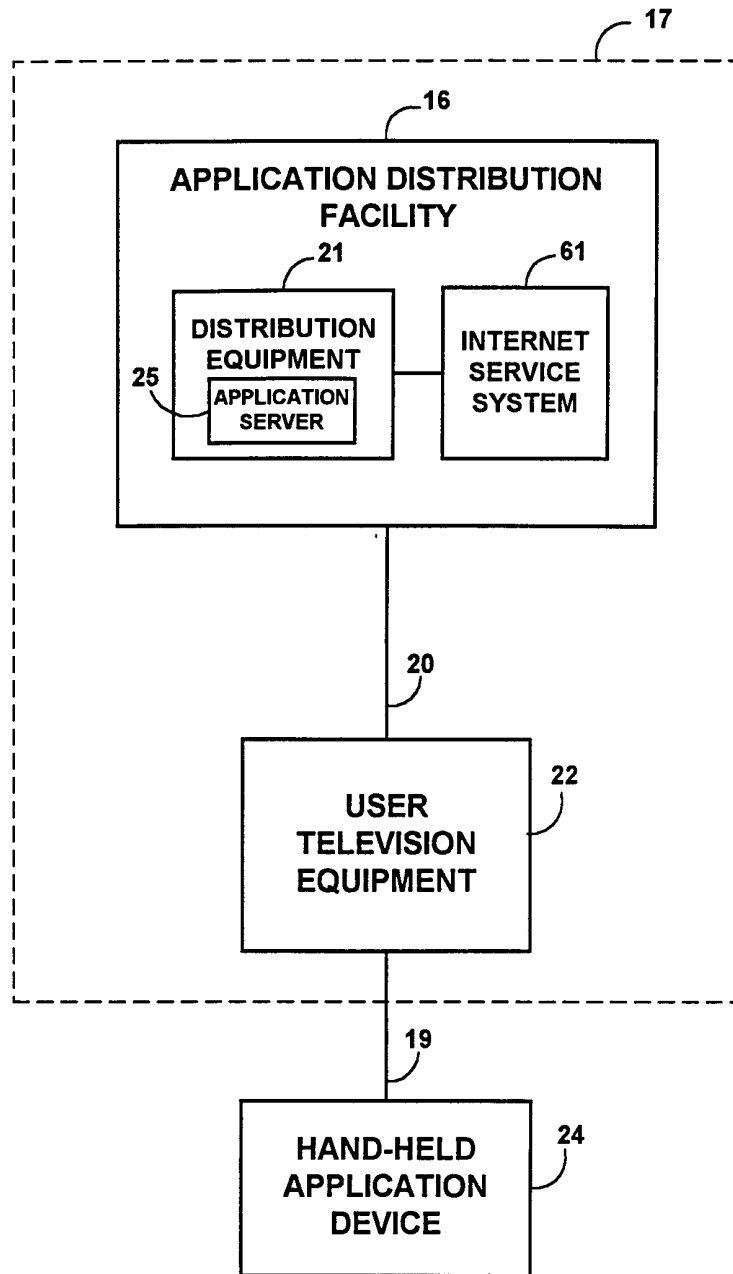 17
16
APPLICATION DISTRIBUTION
FACILITY
21
61
DISTRIBUTION
EQUIPMENT
25
APPLICATION
SERVER
INTERNET
SERVICE
SYSTEM
20
22
USER
TELEVISION
EQUIPMENT
19
24
HAND-HELD
APPLICATION
DEVICE